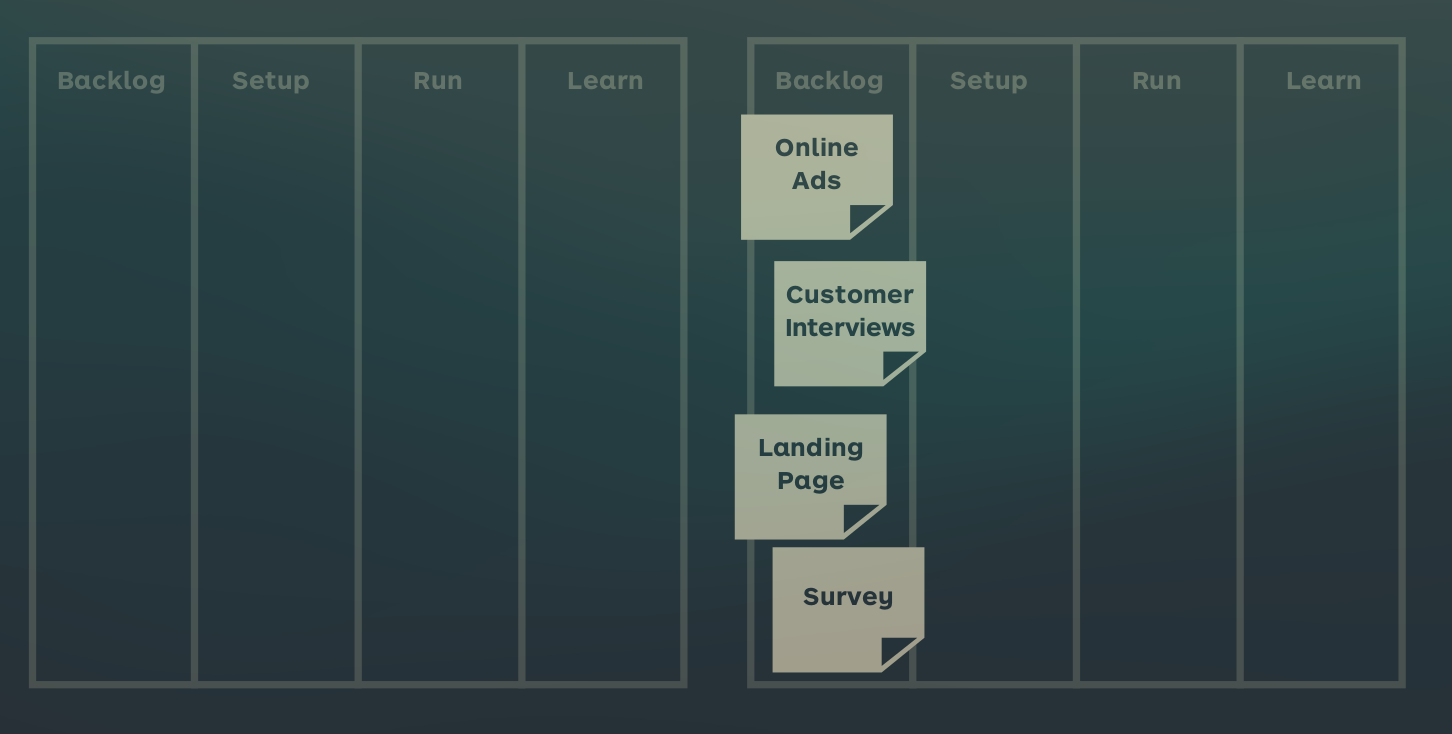 Backlog
Setup
Run
Learn
Backlog
Setup
Run
Learn
Online
Ads
Customer
Interviews
Landing
Page
Survey